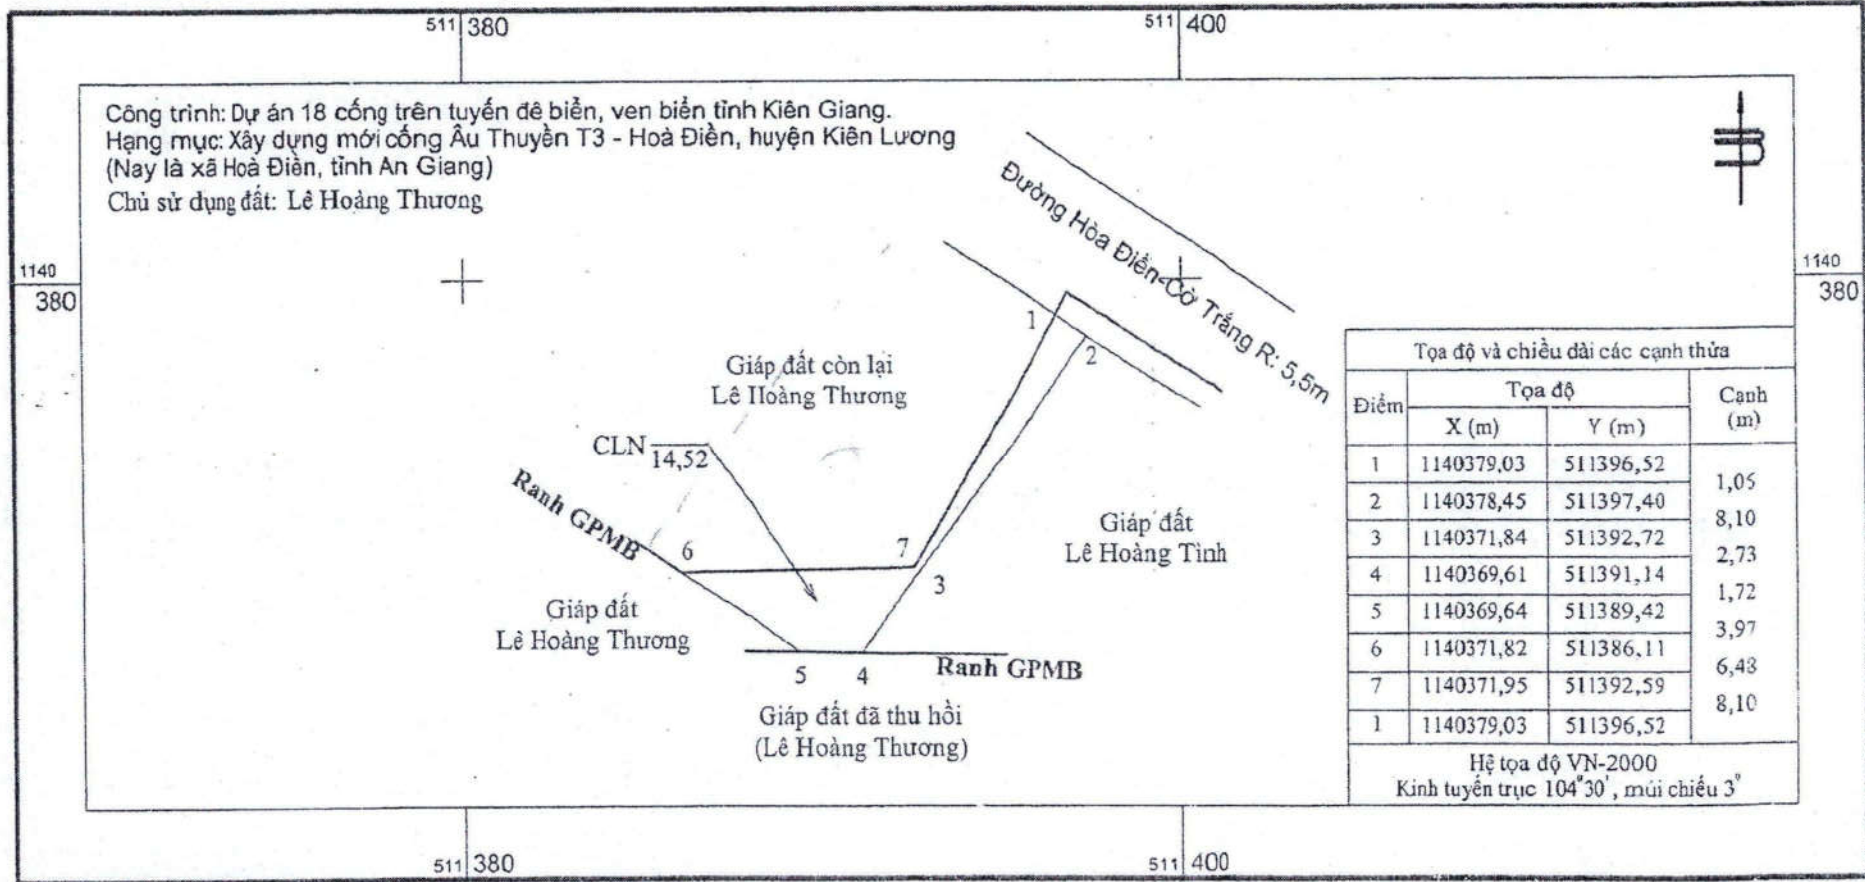 511 380
511 400
Công trình: Dự án 18 cống trên tuyến đê biển, ven biển tỉnh Kiên Giang.
Hạng mục: Xây dựng mới cống Âu Thuyền T3 - Hoà Điền, huyện Kiên Lương
(Nay là xã Hoà Điền, tỉnh An Giang)
Chủ sử dụng đất: Lê Hoàng Thương
1140
380
1140
380
Đường Hòa Điền-Cờ Trắng R: 5,5m
1
2
Giáp đất còn lại
Lê Hoàng Thương
CLN 14,52
Ranh GPMB
6
7
3
Giáp đất
Lê Hoàng Tình
Giáp đất
Lê Hoàng Thương
5 4
Ranh GPMB
Giáp đất đã thu hồi
(Lê Hoàng Thương)
Tọa độ và chiều dài các cạnh thửa
Điểm Tọa độ Cạnh
X (m) Y (m) (m)
1 1140379,03 511396,52
1,05
2 1140378,45 511397,40
8,10
3 1140371,84 511392,72
2,73
4 1140369,61 511391,14
1,72
5 1140369,64 511389,42
3,97
6 1140371,82 511386,11
6,48
7 1140371,95 511392,59
8,10
1 1140379,03 511396,52
Hệ tọa độ VN-2000
Kinh tuyến trục 104°30', múi chiếu 3°
511 380
511 400